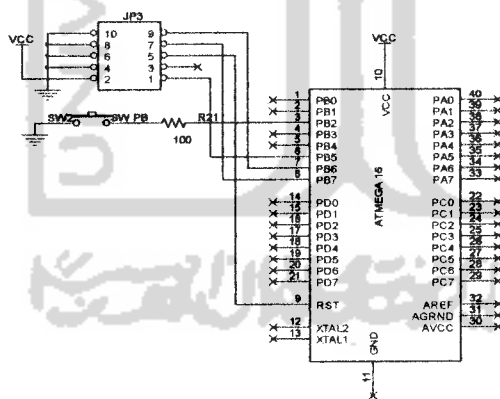 JP3
VCC
10 9
8 7
6 5
4 3
2 1
SW2 SW PB R21
100
VCC
10
VCC
1 PB0 PA0 40
2 PB1 PA1 39
3 PB2 PA2 38
4 PB3 PA3 37
5 PB4 PA4 36
6 PB5 PA5 35
7 PB6 PA6 34
8 PB7 PA7 33
14 PD0 PC0 22
15 PD1 PC1 23
16 PD2 PC2 24
17 PD3 PC3 25
18 PD4 PC4 26
19 PD5 PC5 27
20 PD6 PC6 28
21 PD7 PC7 29
ATMEGA 16
9 RST AREF 32
AGRND 31
12 XTAL2 AVCC 30
13 XTAL1
GND
11